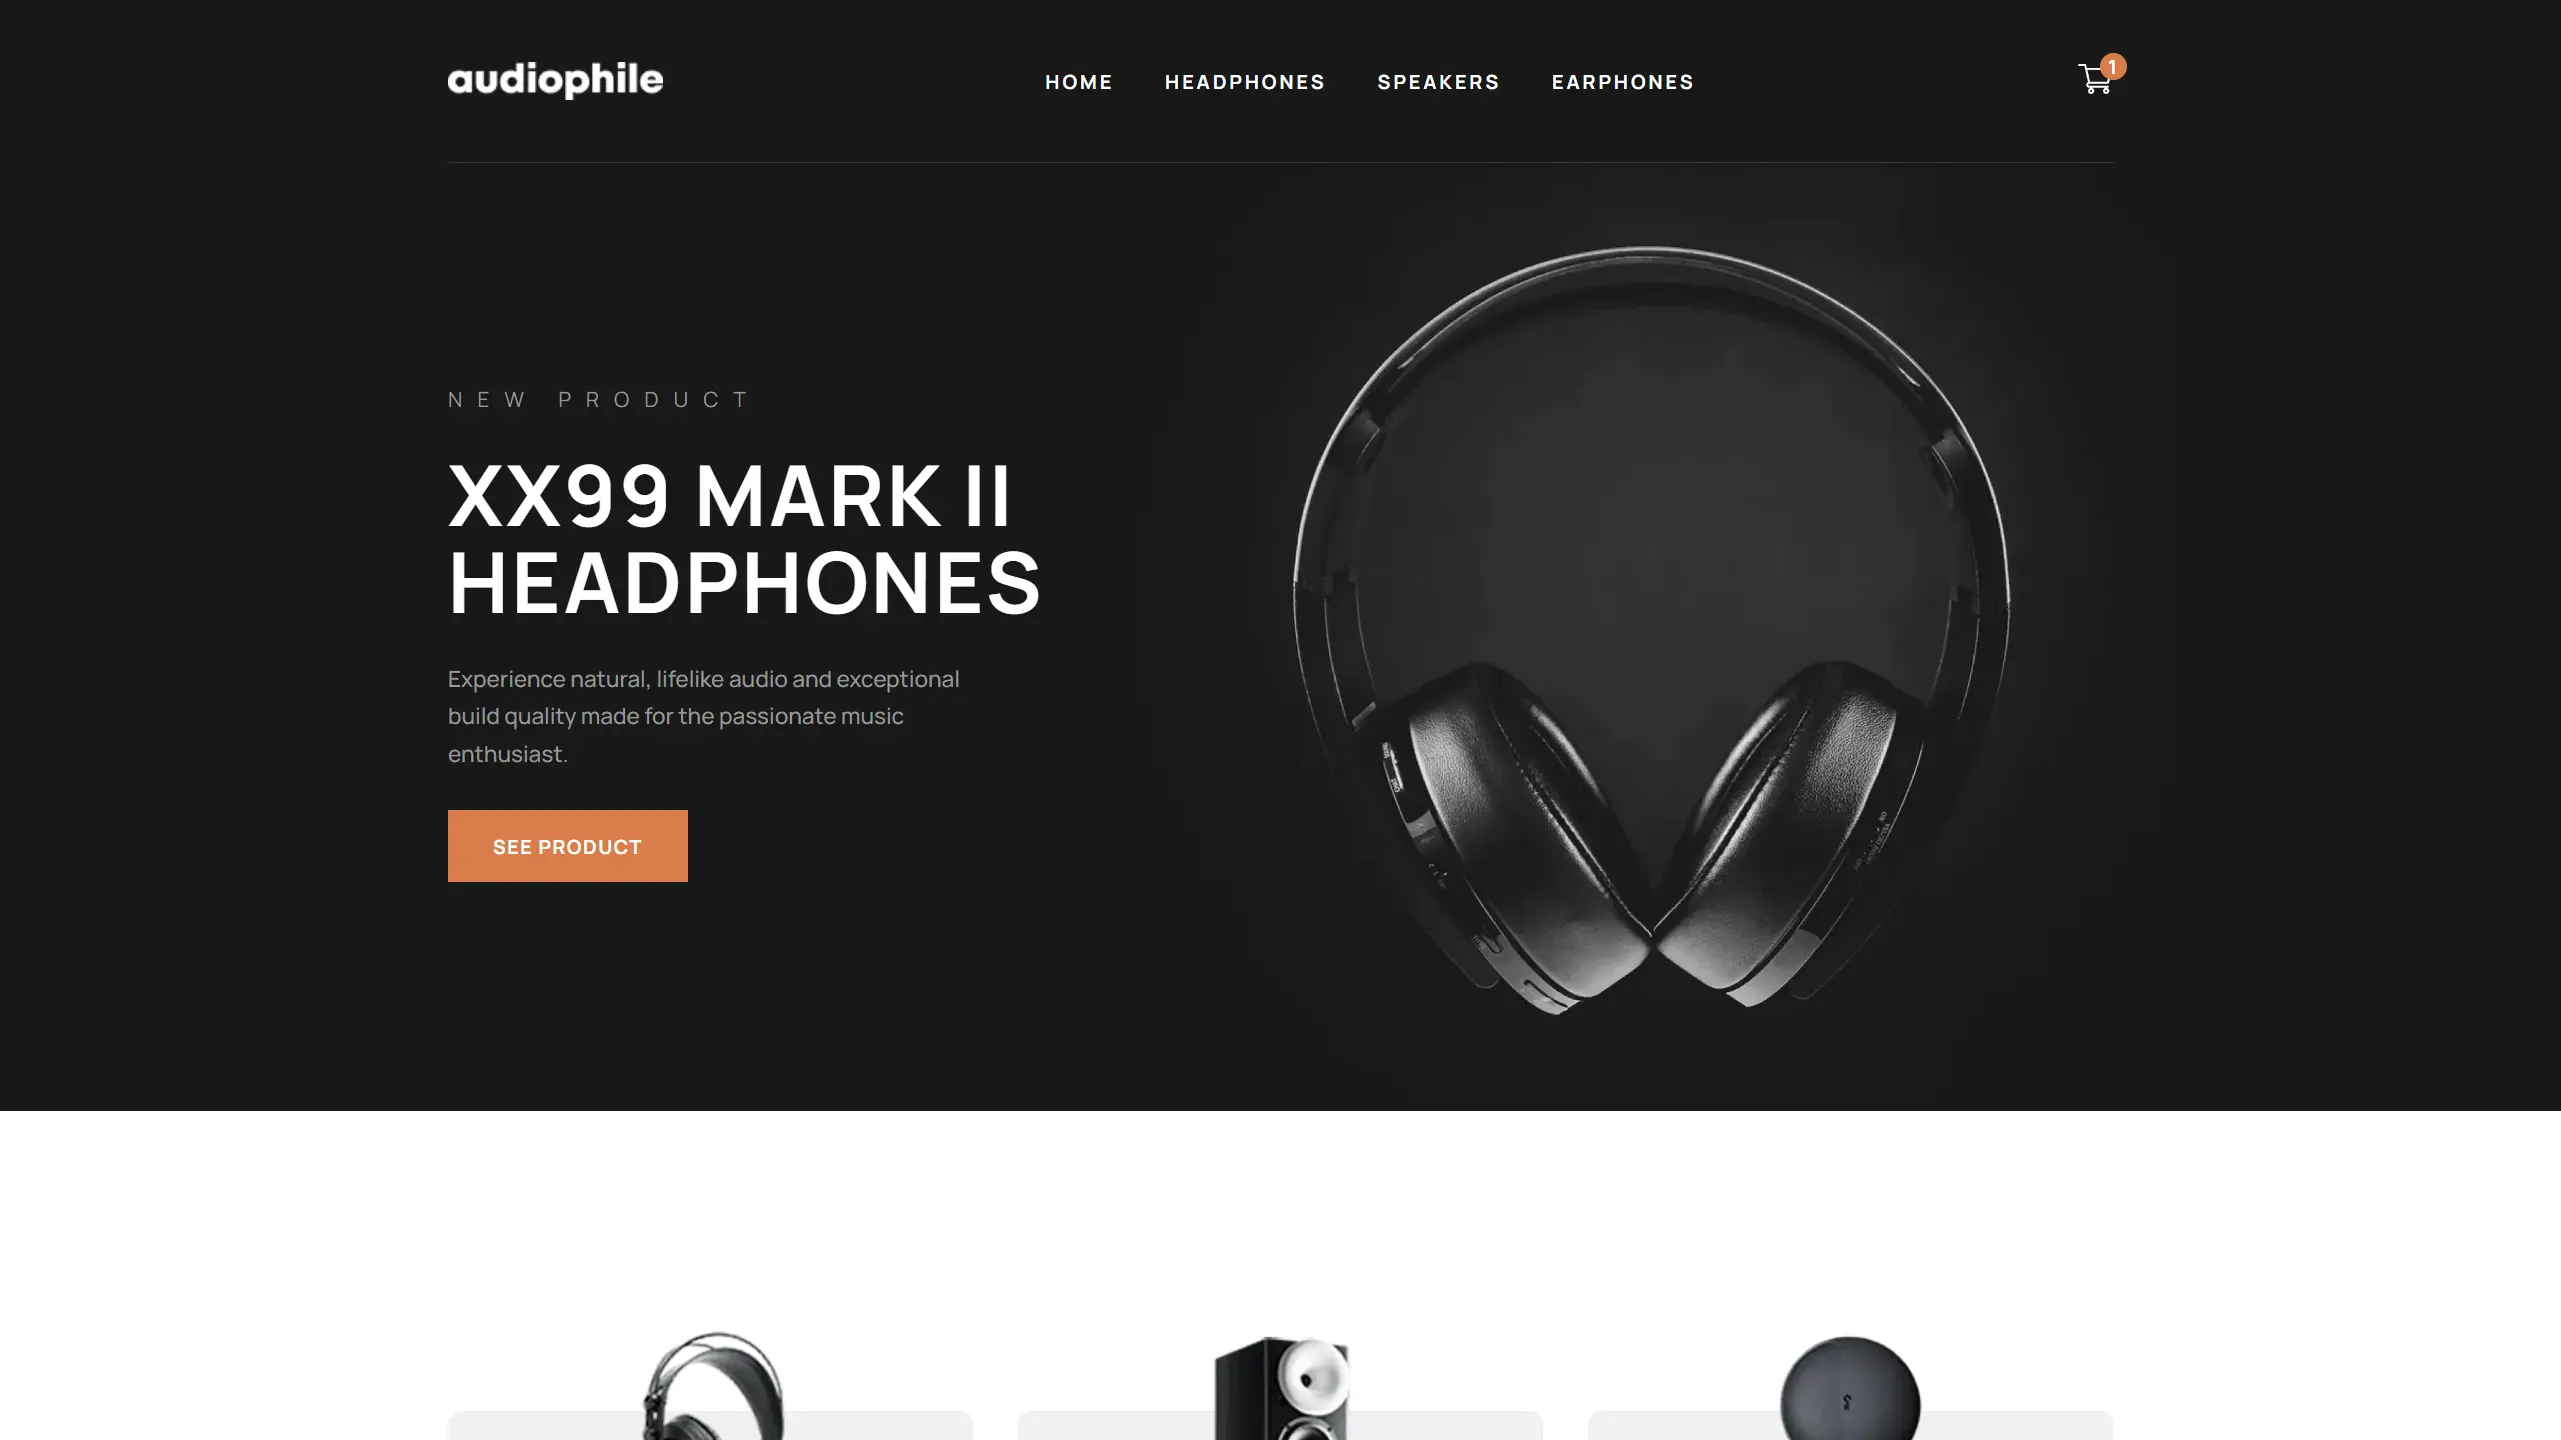 audiophile
HOME HEADPHONES SPEAKERS EARPHONES
1
NEW PRODUCT
XX99 MARK II
HEADPHONES
Experience natural, lifelike audio and exceptional
build quality made for the passionate music
enthusiast.
SEE PRODUCT